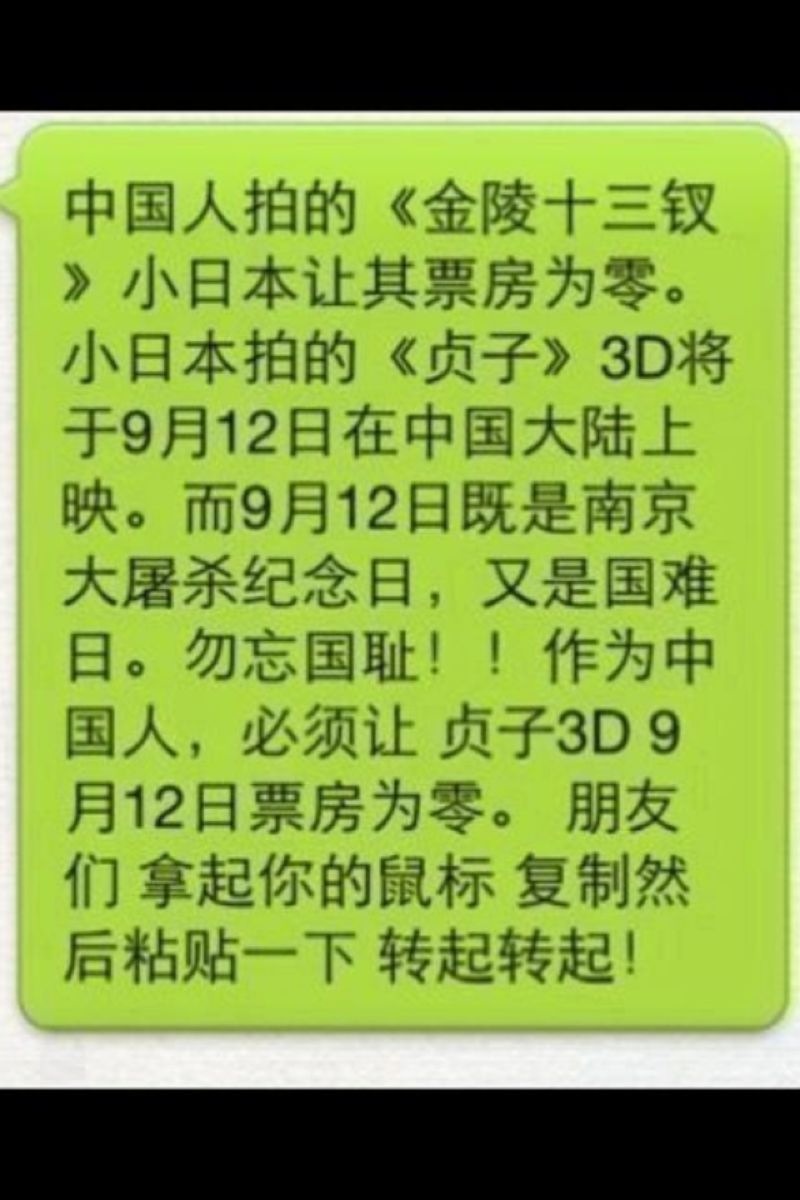 中国人拍的《金陵十三钗
》小日本让其票房为零。
小日本拍的《贞子》3D将
于9月12日在中国大陆上
映。而9月12日既是南京
大屠杀纪念日，又是国难
日。勿忘国耻！！作为中
国人，必须让 贞子3D 9
月12日票房为零。 朋友
们 拿起你的鼠标 复制然
后粘贴一下 转起转起！